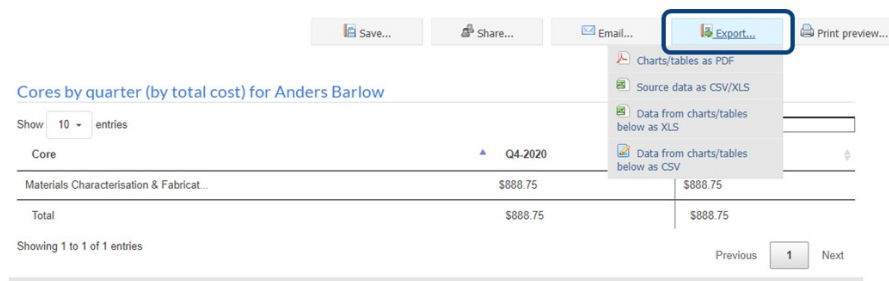 Save...
Share...
Email...
Export...
Print preview...
Charts/tables as PDF
Source data as CSV/XLS
Data from charts/tables
below as XLS
Data from charts/tables
below as CSV
Cores by quarter (by total cost) for Anders Barlow
Show 10 entries
Core Q4-2020
Materials Characterisation & Fabricat... $888.75 $888.75
Total $888.75 $888.75
Showing 1 to 1 of 1 entries
Previous 1 Next